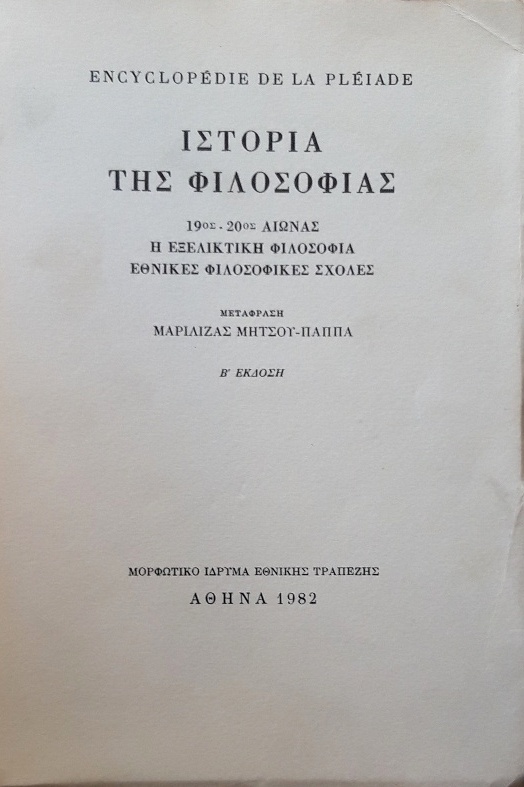 ENCYCLOPÉDIE DE LA PLÉIADE
ΙΣΤΟΡΙΑ
ΤΗΣ ΦΙΛΟΣΟΦΙΑΣ
19ος - 20ος ΑΙΩΝΑΣ
Η ΕΞΕΛΙΚΤΙΚΗ ΦΙΛΟΣΟΦΙΑ
ΕΘΝΙΚΕΣ ΦΙΛΟΣΟΦΙΚΕΣ ΣΧΟΛΕΣ
ΜΕΤΑΦΡΑΣΗ
ΜΑΡΙΛΙΖΑΣ ΜΗΤΣΟΥ-ΠΑΠΠΑ
Β' ΕΚΔΟΣΗ
ΜΟΡΦΩΤΙΚΟ ΙΔΡΥΜΑ ΕΘΝΙΚΗΣ ΤΡΑΠΕΖΗΣ
ΑΘΗΝΑ 1982